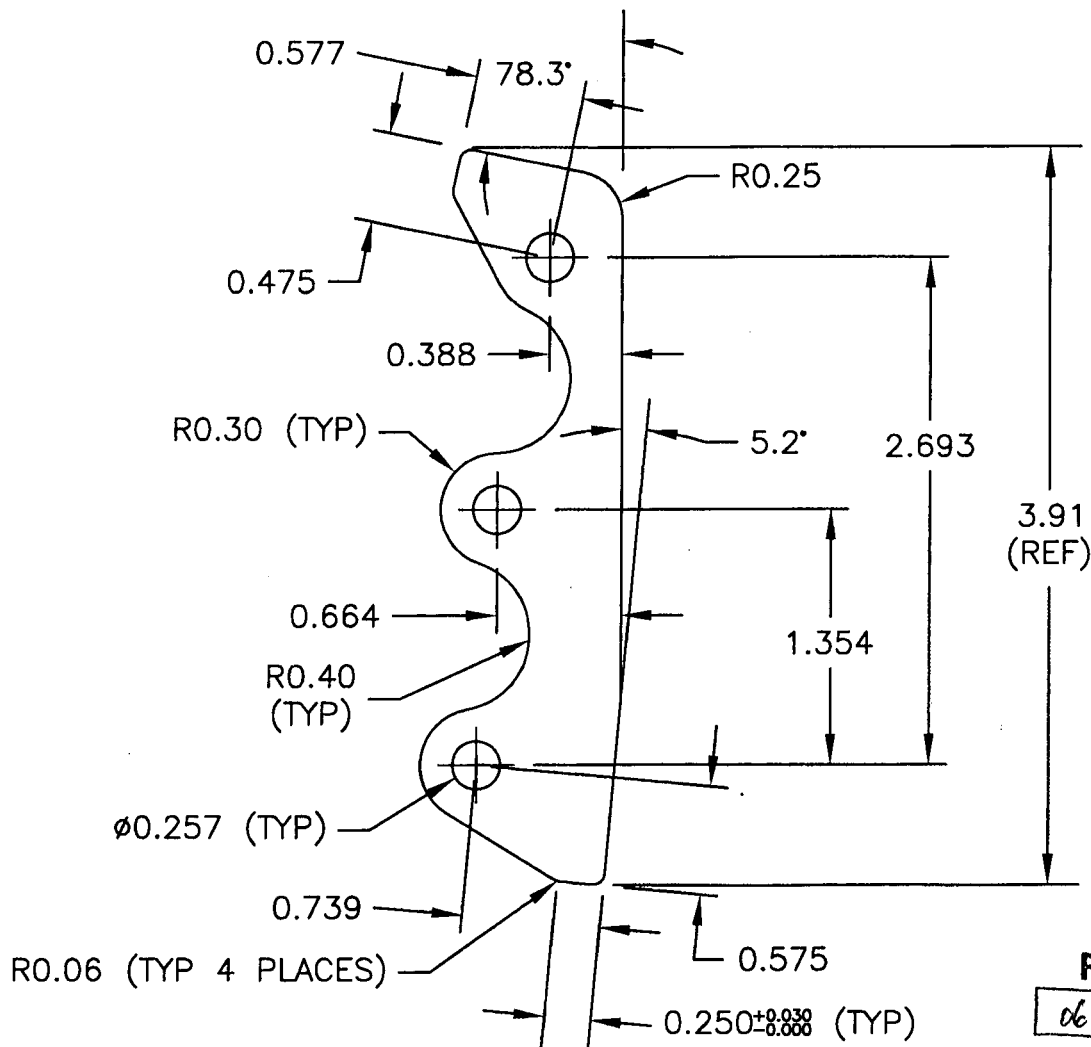 0.577
78.3°
R0.25
0.475
0.388
R0.30 (TYP)
5.2°
2.693
3.91
(REF)
0.664
1.354
R0.40
(TYP)
ø0.257 (TYP)
0.739
0.575
R0.06 (TYP 4 PLACES)
0.250+0.030 -0.000 (TYP)